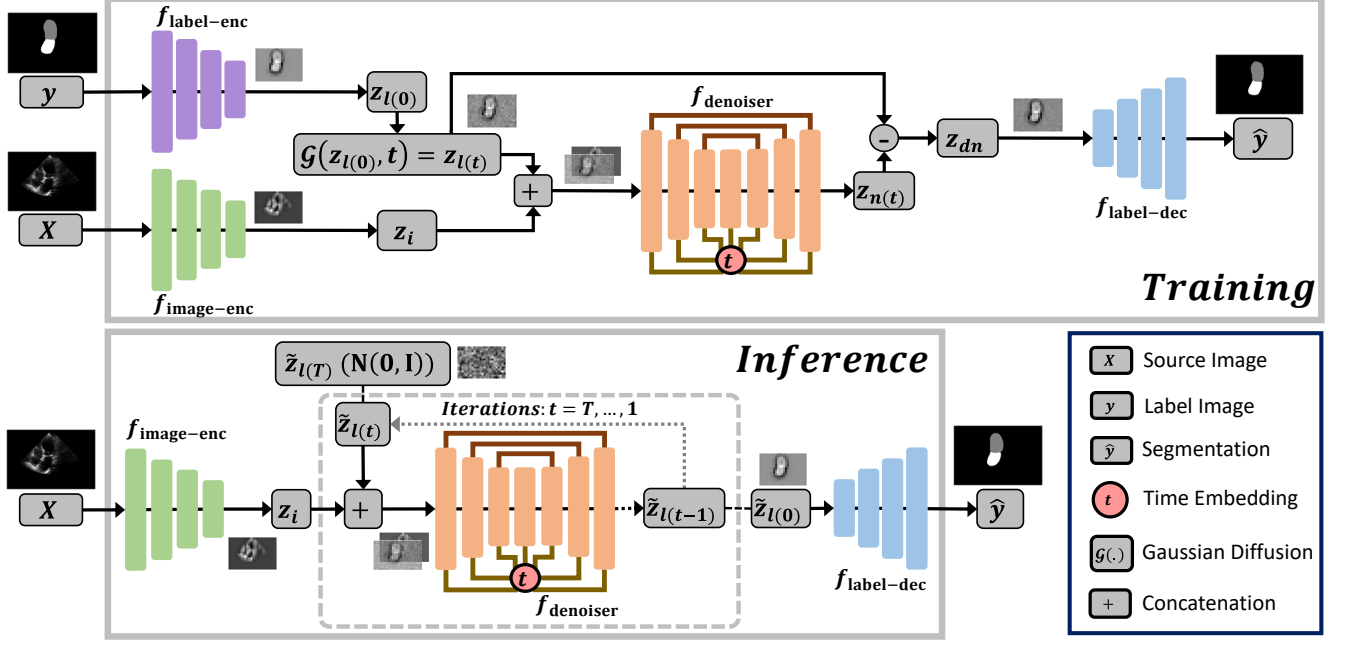 f_label−enc
y
z_l(0)
G(z_l(0), t) = z_l(t)
f_denoiser
-
z_dn
ŷ
X
z_i
+
t
z_n(t)
f_label−dec
f_image−enc
Training
z̃_l(T) (N(0, I))
Inference
Iterations: t = T, ..., 1
f_image−enc
z̃_l(t)
X
z_i
+
t
f_denoiser
z̃_l(t−1)
z̃_l(0)
f_label−dec
ŷ
X Source Image
y Label Image
ŷ Segmentation
t Time Embedding
G(.) Gaussian Diffusion
+ Concatenation